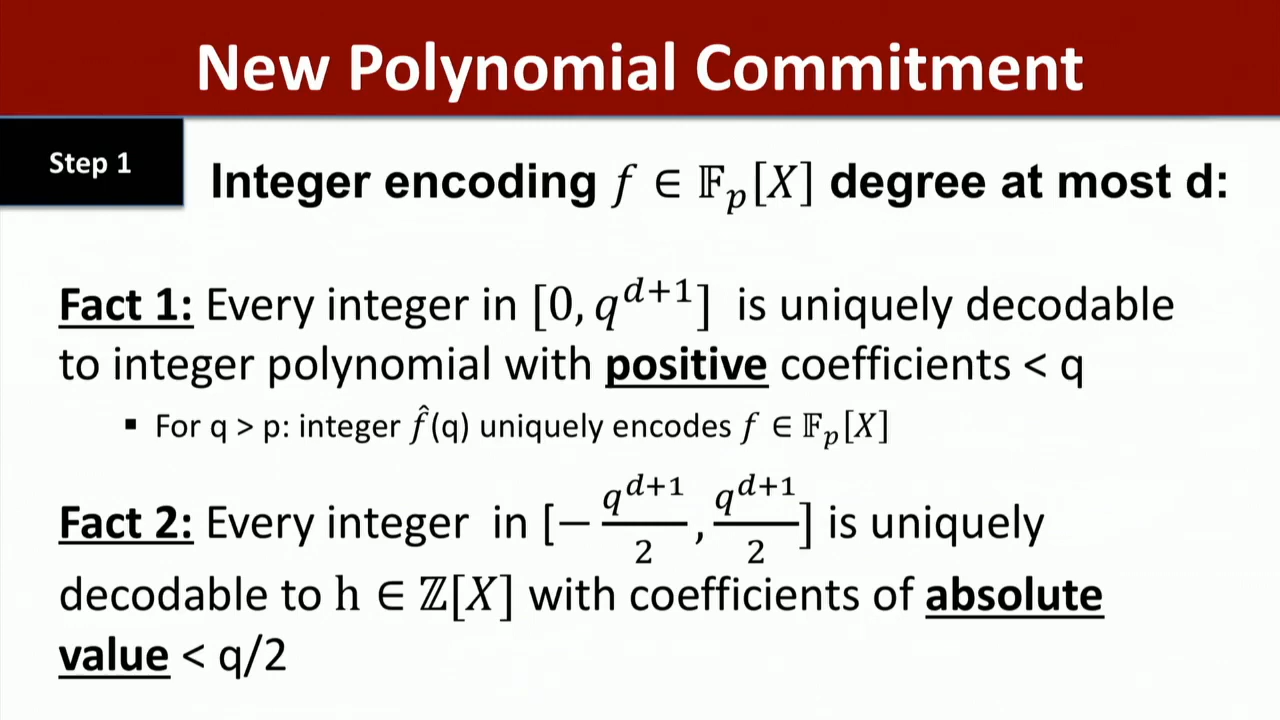 New Polynomial Commitment
Step 1
Integer encoding 𝑓 ∈ 𝔽ₚ[𝑋] degree at most d:
Fact 1: Every integer in [0, 𝑞^{𝑑+1}] is uniquely decodable
to integer polynomial with positive coefficients < q
▪ For q > p: integer 𝑓̂(q) uniquely encodes 𝑓 ∈ 𝔽ₚ[𝑋]
Fact 2: Every integer in [−𝑞^{𝑑+1}/2, 𝑞^{𝑑+1}/2] is uniquely
decodable to h ∈ ℤ[𝑋] with coefficients of absolute
value < q/2